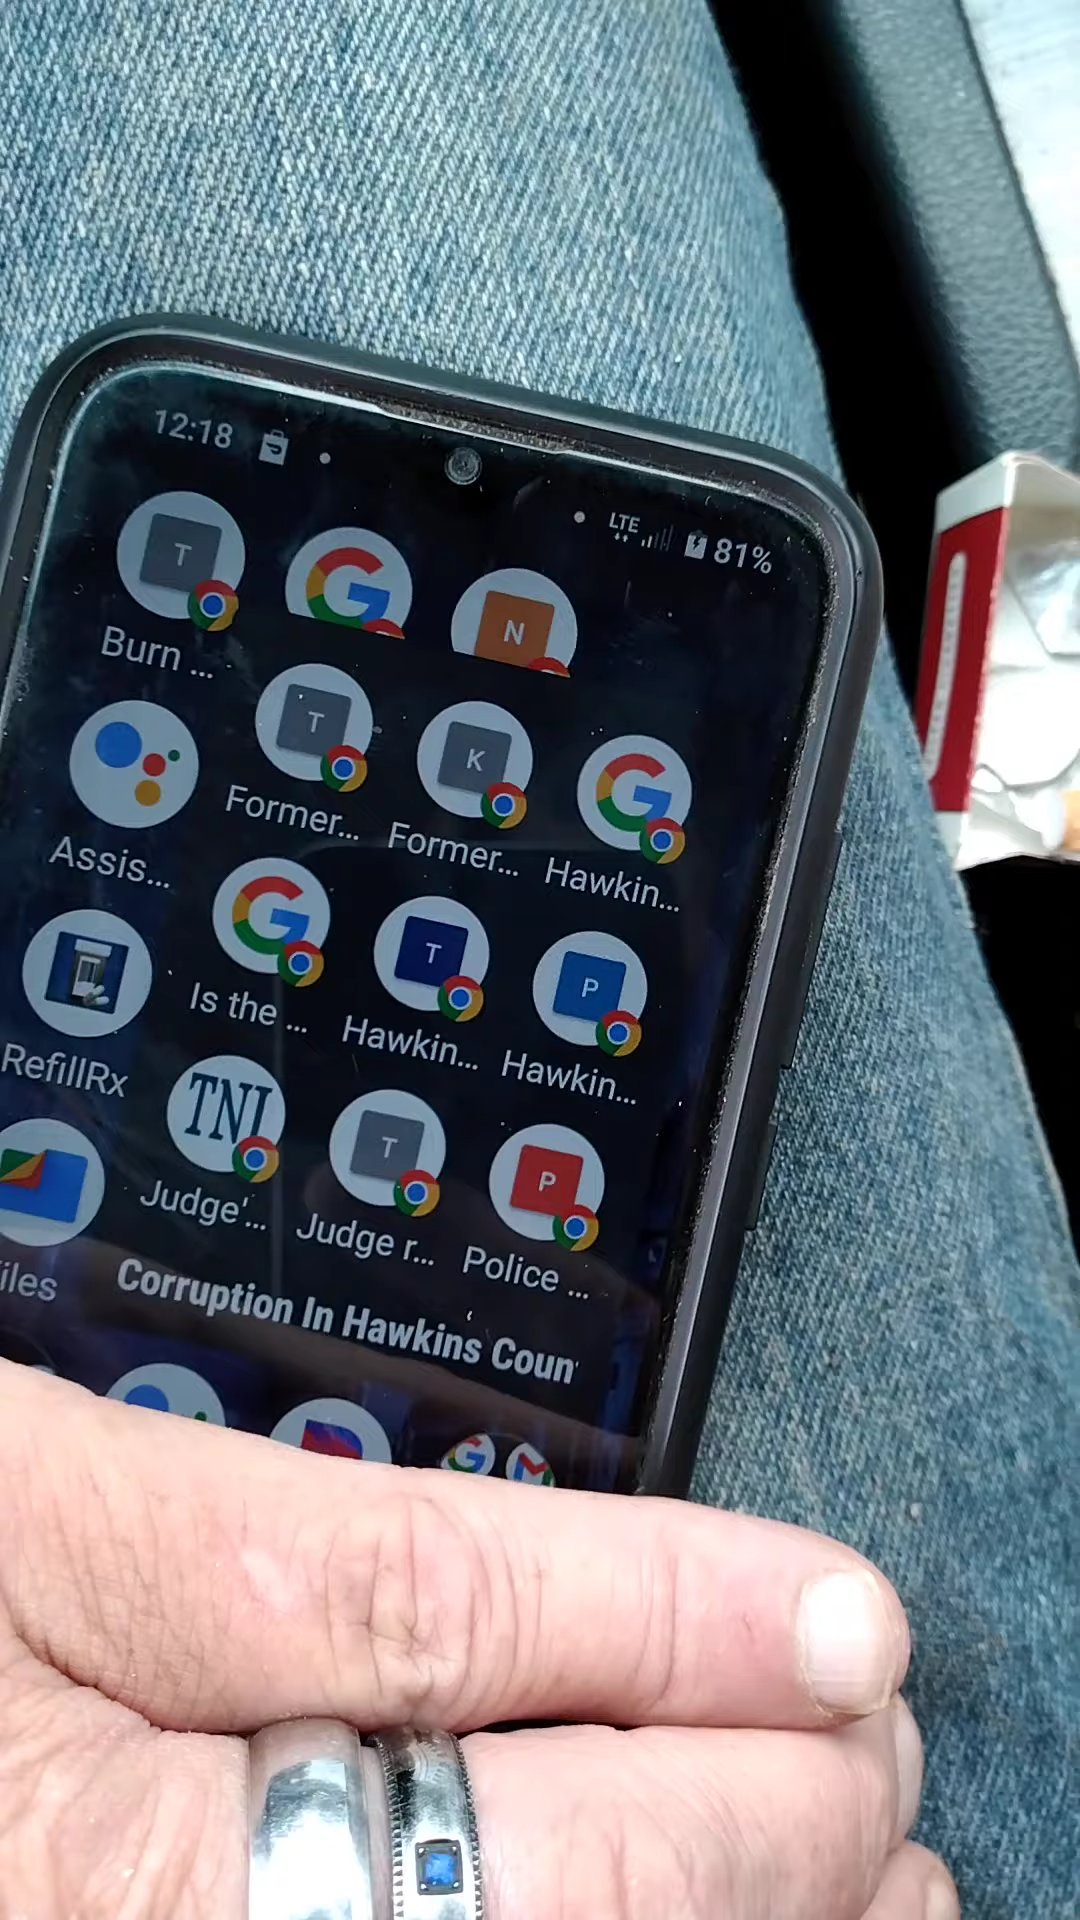 12:18
LTE
81%
T
G
N
Burn ...
T
K
G
Former...
Former...
Hawkin...
Assis...
G
T
P
Is the ...
Hawkin...
Hawkin...
RefillRx
TNJ
T
P
Judge'...
Judge r...
Police ...
iles
Corruption In Hawkins Coun